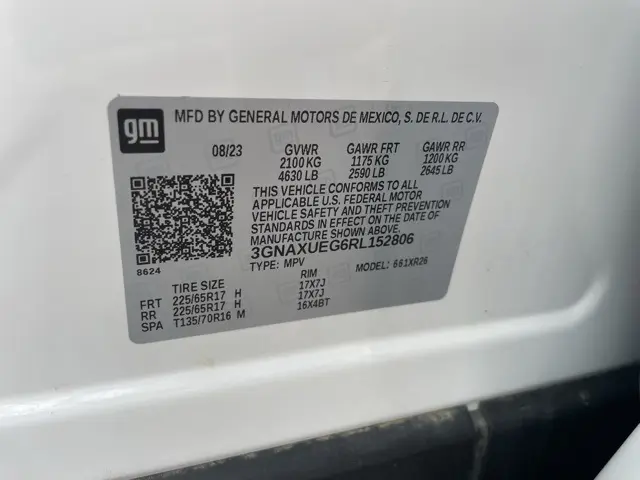 gm
MFD BY GENERAL MOTORS DE MEXICO, S. DE R.L. DE C.V.
08/23 GVWR GAWR FRT GAWR RR
2100 KG 1175 KG 1200 KG
4630 LB 2590 LB 2645 LB
THIS VEHICLE CONFORMS TO ALL
APPLICABLE U.S. FEDERAL MOTOR
VEHICLE SAFETY AND THEFT PREVENTION
STANDARDS IN EFFECT ON THE DATE OF
MANUFACTURE SHOWN ABOVE.
3GNAXUEG6RL152806
8624 TYPE: MPV MODEL: 661XR26
TIRE SIZE RIM
FRT 225/65R17 H 17X7J
RR 225/65R17 H 17X7J
SPA T135/70R16 M 16X4BT